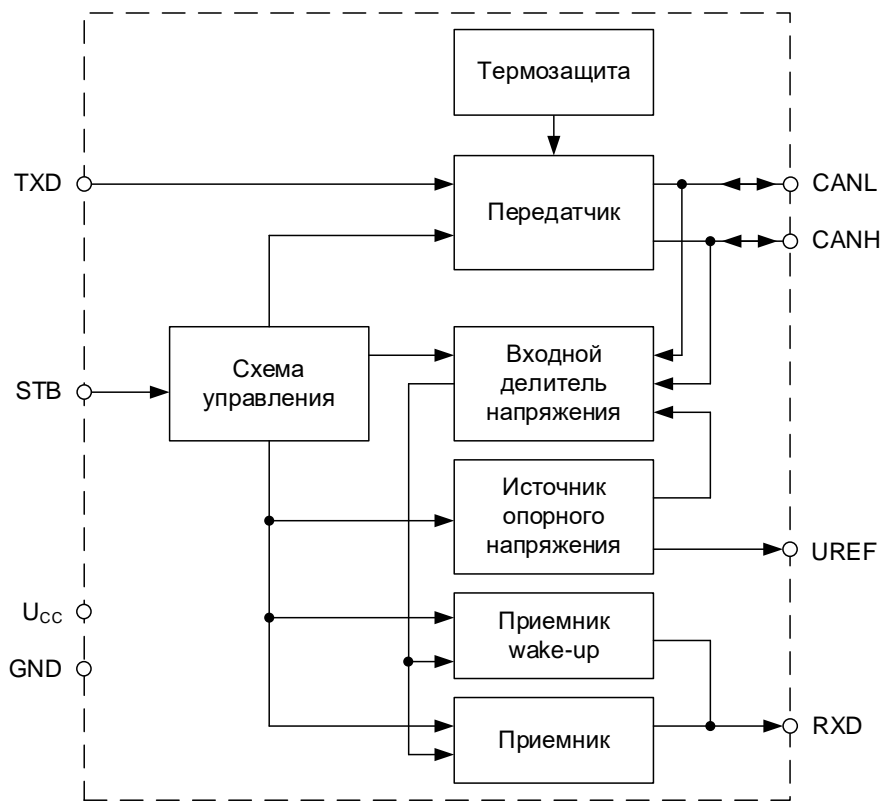 Термозащита
TXD
Передатчик
CANL
CANH
STB
Схема
управления
Входной
делитель
напряжения
Источник
опорного
напряжения
UREF
UCC
GND
Приемник
wake-up
Приемник
RXD